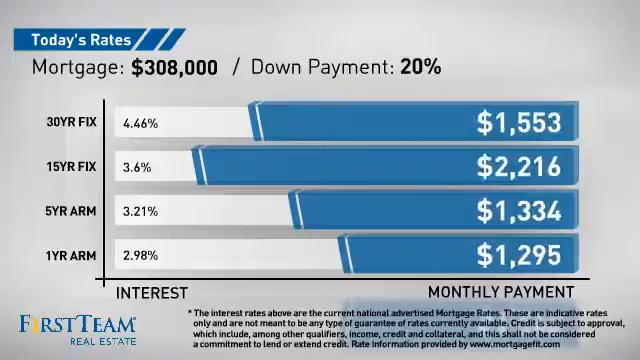 Today's Rates
Mortgage: $308,000 / Down Payment: 20%
30YR FIX 4.46% $1,553
15YR FIX 3.6% $2,216
5YR ARM 3.21% $1,334
1YR ARM 2.98% $1,295
INTEREST MONTHLY PAYMENT
* The interest rates above are the current national advertised Mortgage Rates. These are indicative rates
only and are not meant to be any type of guarantee of rates currently available. Credit is subject to approval,
which include, among other qualifiers, income, credit and collateral, and this shall not be considered
a commitment to lend or extend credit. Rate information provided by www.mortgagefit.com
FIRSTTEAM®
REAL ESTATE